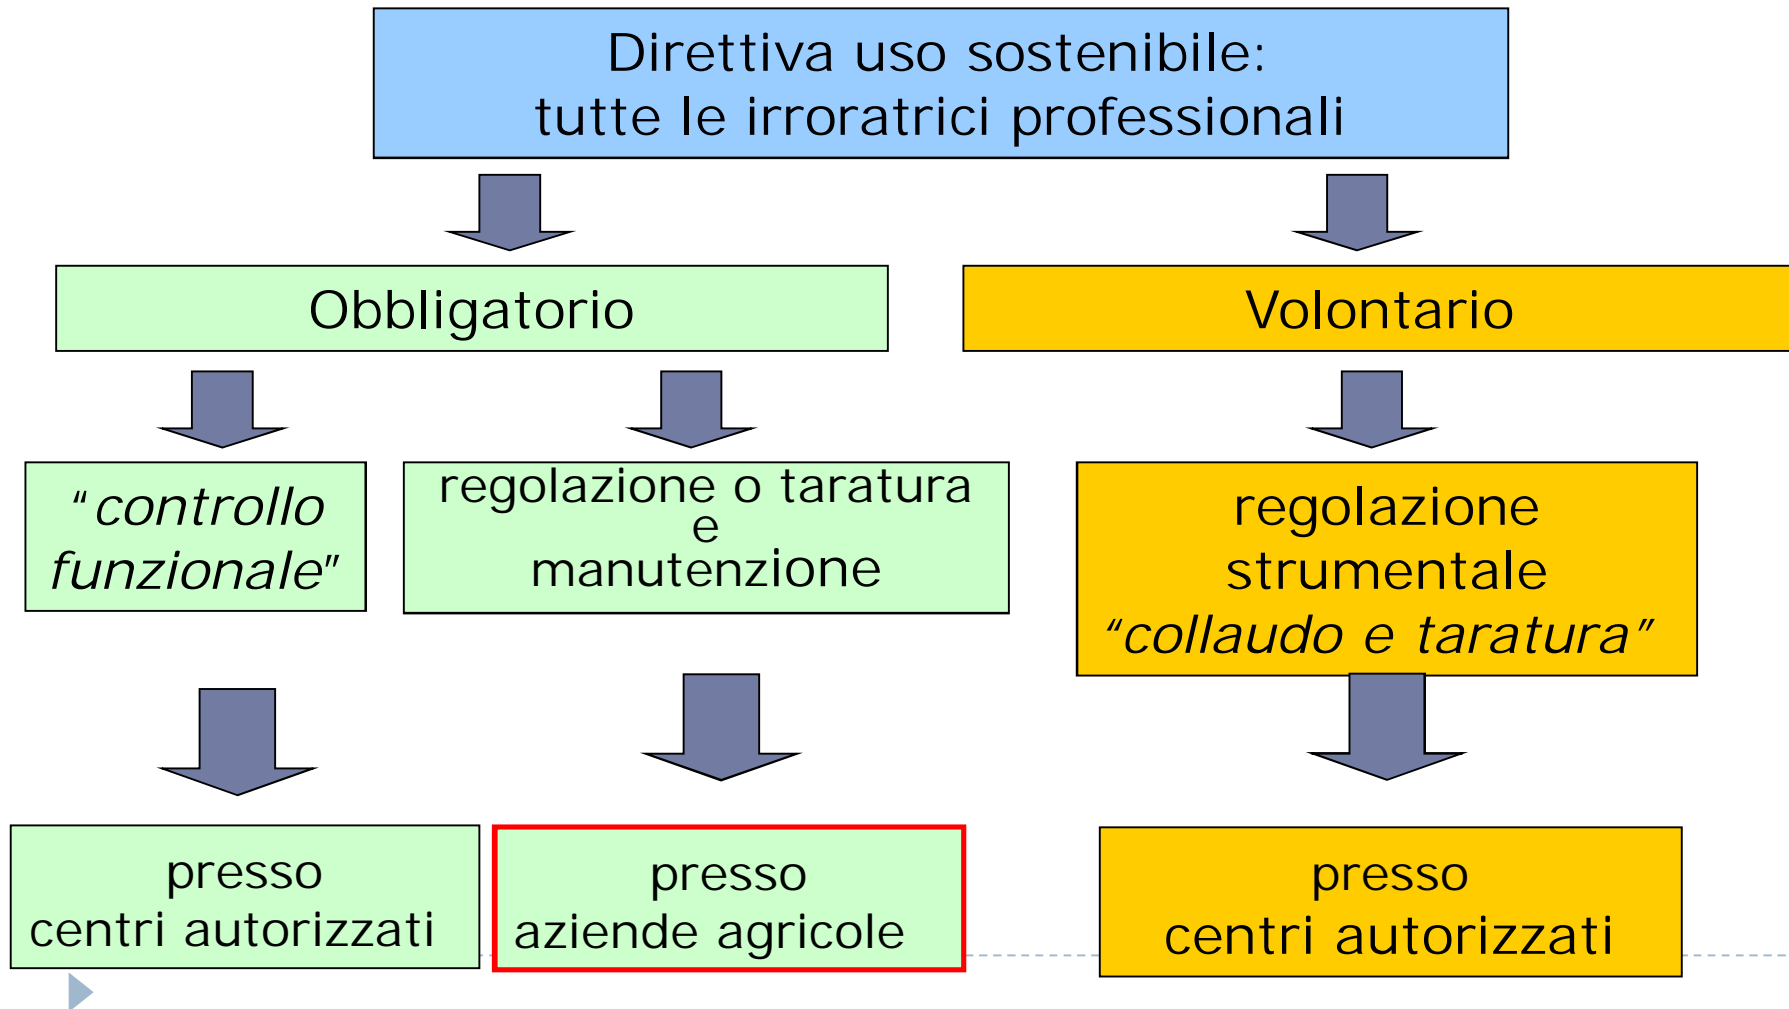 Direttiva uso sostenibile:
tutte le irroratrici professionali
Obbligatorio
Volontario
"controllo
funzionale"
regolazione o taratura
e
manutenzione
regolazione
strumentale
"collaudo e taratura"
presso
centri autorizzati
presso
aziende agricole
presso
centri autorizzati